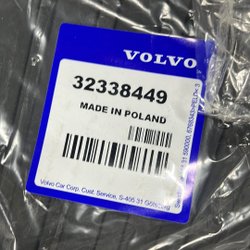 VOLVO
32338449
MADE IN POLAND
Volvo Car Corp. Cust. Service, S-405 31 Göteborg